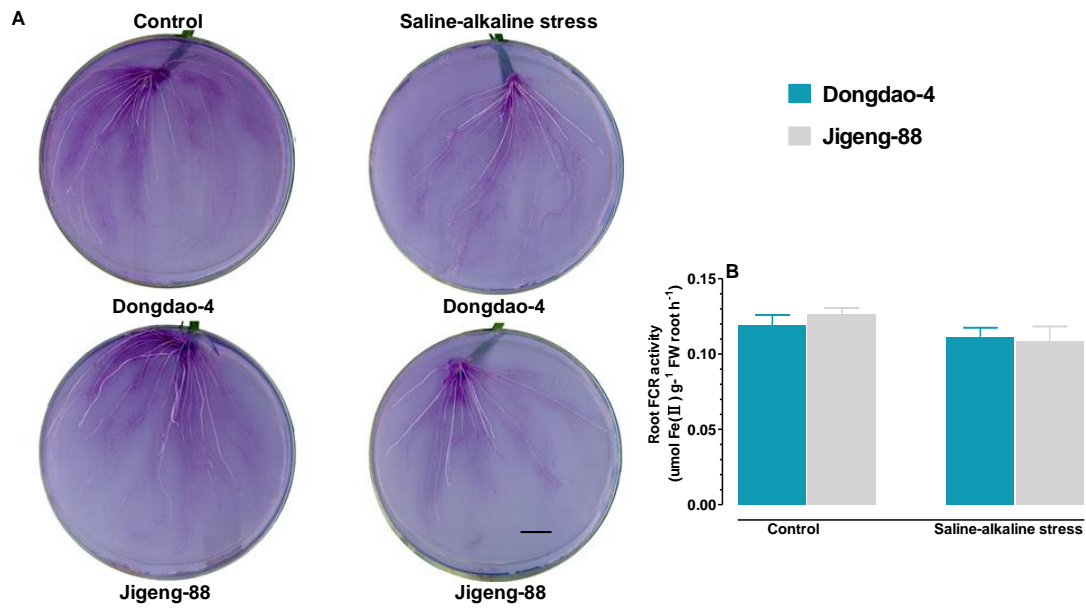 A
Control
Saline-alkaline stress
Dongdao-4
Jigeng-88
Dongdao-4
Dongdao-4
Jigeng-88
Jigeng-88
B
Root FCR activity
(umol Fe(Ⅱ) g-¹ FW root h⁻¹)
0.15
0.10
0.05
0.00
Control
Saline-alkaline stress